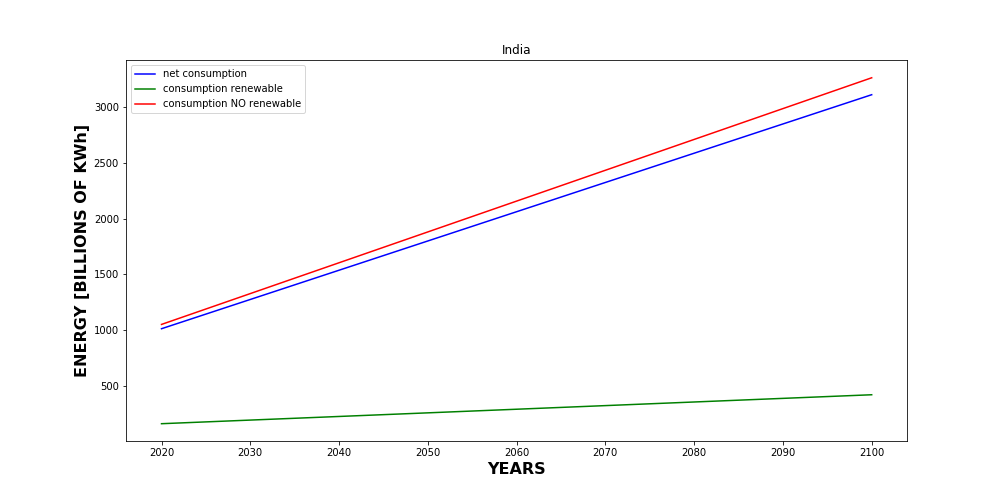 India
net consumption
consumption renewable
consumption NO renewable
ENERGY [BILLIONS OF KWh]
3000
2500
2000
1500
1000
500
2020 2030 2040 2050 2060 2070 2080 2090 2100
YEARS